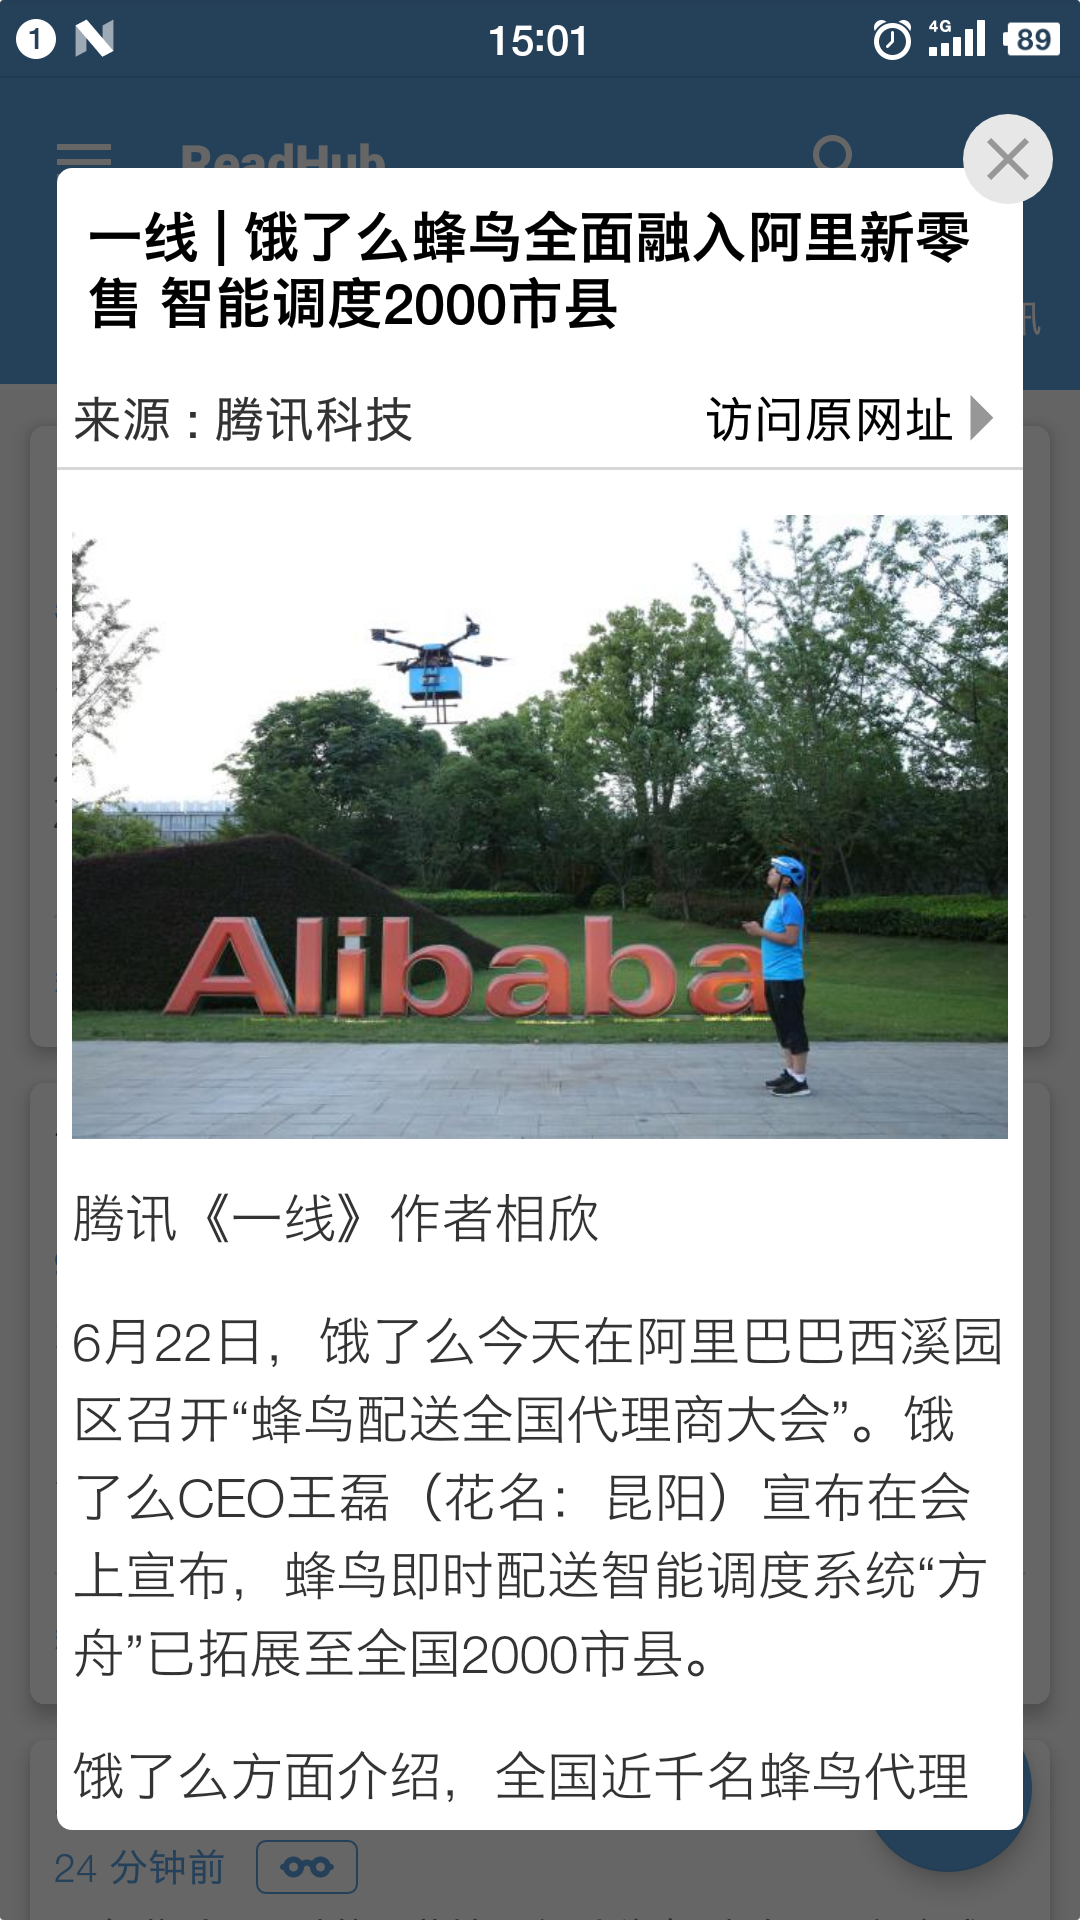 1
15:01
4G
89
ReadHub
讯
一线 | 饿了么蜂鸟全面融入阿里新零
售 智能调度2000市县
来源 : 腾讯科技
访问原网址
Alibaba
腾讯《一线》作者相欣
6月22日，饿了么今天在阿里巴巴西溪园
区召开“蜂鸟配送全国代理商大会”。饿
了么CEO王磊（花名：昆阳）宣布在会
上宣布，蜂鸟即时配送智能调度系统“方
舟”已拓展至全国2000市县。
饿了么方面介绍，全国近千名蜂鸟代理
24 分钟前